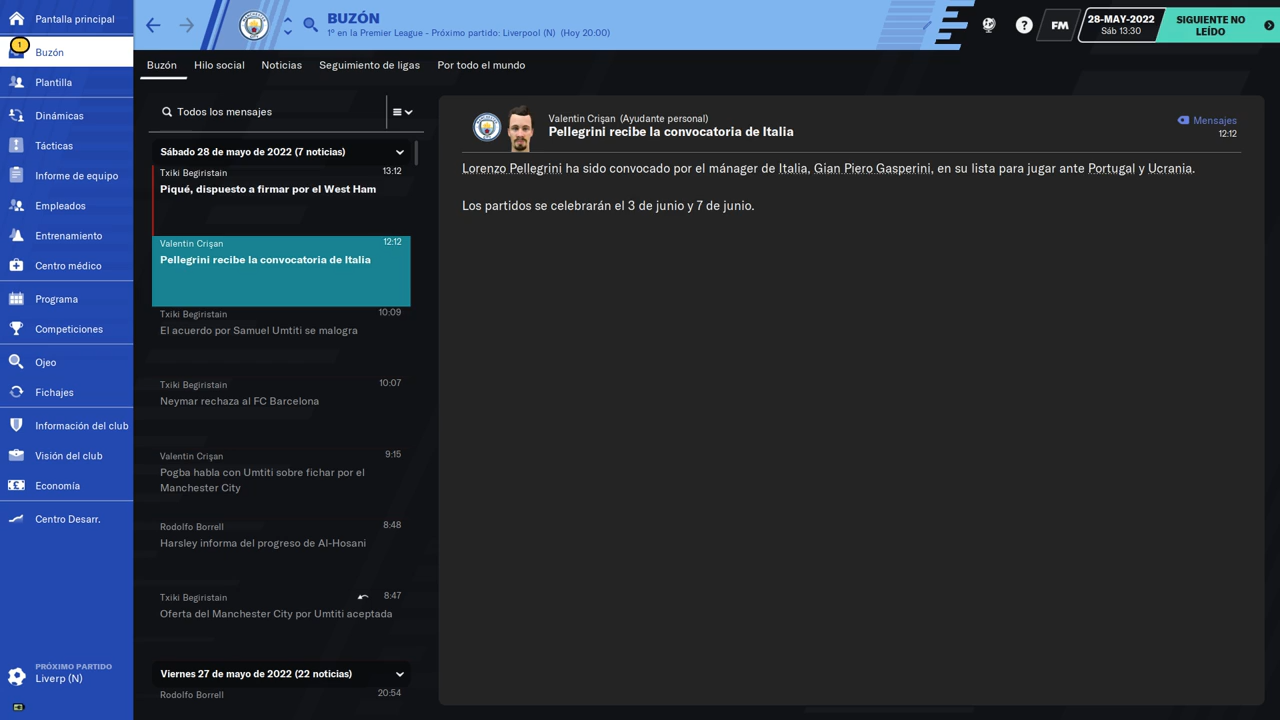 Pantalla principal
1
Buzón
Plantilla
Dinámicas
Tácticas
Informe de equipo
Empleados
Entrenamiento
Centro médico
Programa
Competiciones
Ojeo
Fichajes
Información del club
Visión del club
Economía
Centro Desarr.
PRÓXIMO PARTIDO
Liverp (N)
BUZÓN
1º en la Premier League - Próximo partido: Liverpool (N) (Hoy 20:00)
FM
28-MAY-2022
Sáb 13:30
SIGUIENTE NO LEÍDO
Buzón
Hilo social
Noticias
Seguimiento de ligas
Por todo el mundo
Todos los mensajes
Sábado 28 de mayo de 2022 (7 noticias)
Txiki Begiristain 13:12
Piqué, dispuesto a firmar por el West Ham
Valentin Crişan 12:12
Pellegrini recibe la convocatoria de Italia
Txiki Begiristain 10:09
El acuerdo por Samuel Umtiti se malogra
Txiki Begiristain 10:07
Neymar rechaza al FC Barcelona
Valentin Crişan 9:15
Pogba habla con Umtiti sobre fichar por el
Manchester City
Rodolfo Borrell 8:48
Harsley informa del progreso de Al-Hosani
Txiki Begiristain 8:47
Oferta del Manchester City por Umtiti aceptada
Viernes 27 de mayo de 2022 (22 noticias)
Rodolfo Borrell 20:54
Valentin Crişan (Ayudante personal)
Pellegrini recibe la convocatoria de Italia
Mensajes
12:12
Lorenzo Pellegrini ha sido convocado por el mánager de Italia, Gian Piero Gasperini, en su lista para jugar ante Portugal y Ucrania.
Los partidos se celebrarán el 3 de junio y 7 de junio.